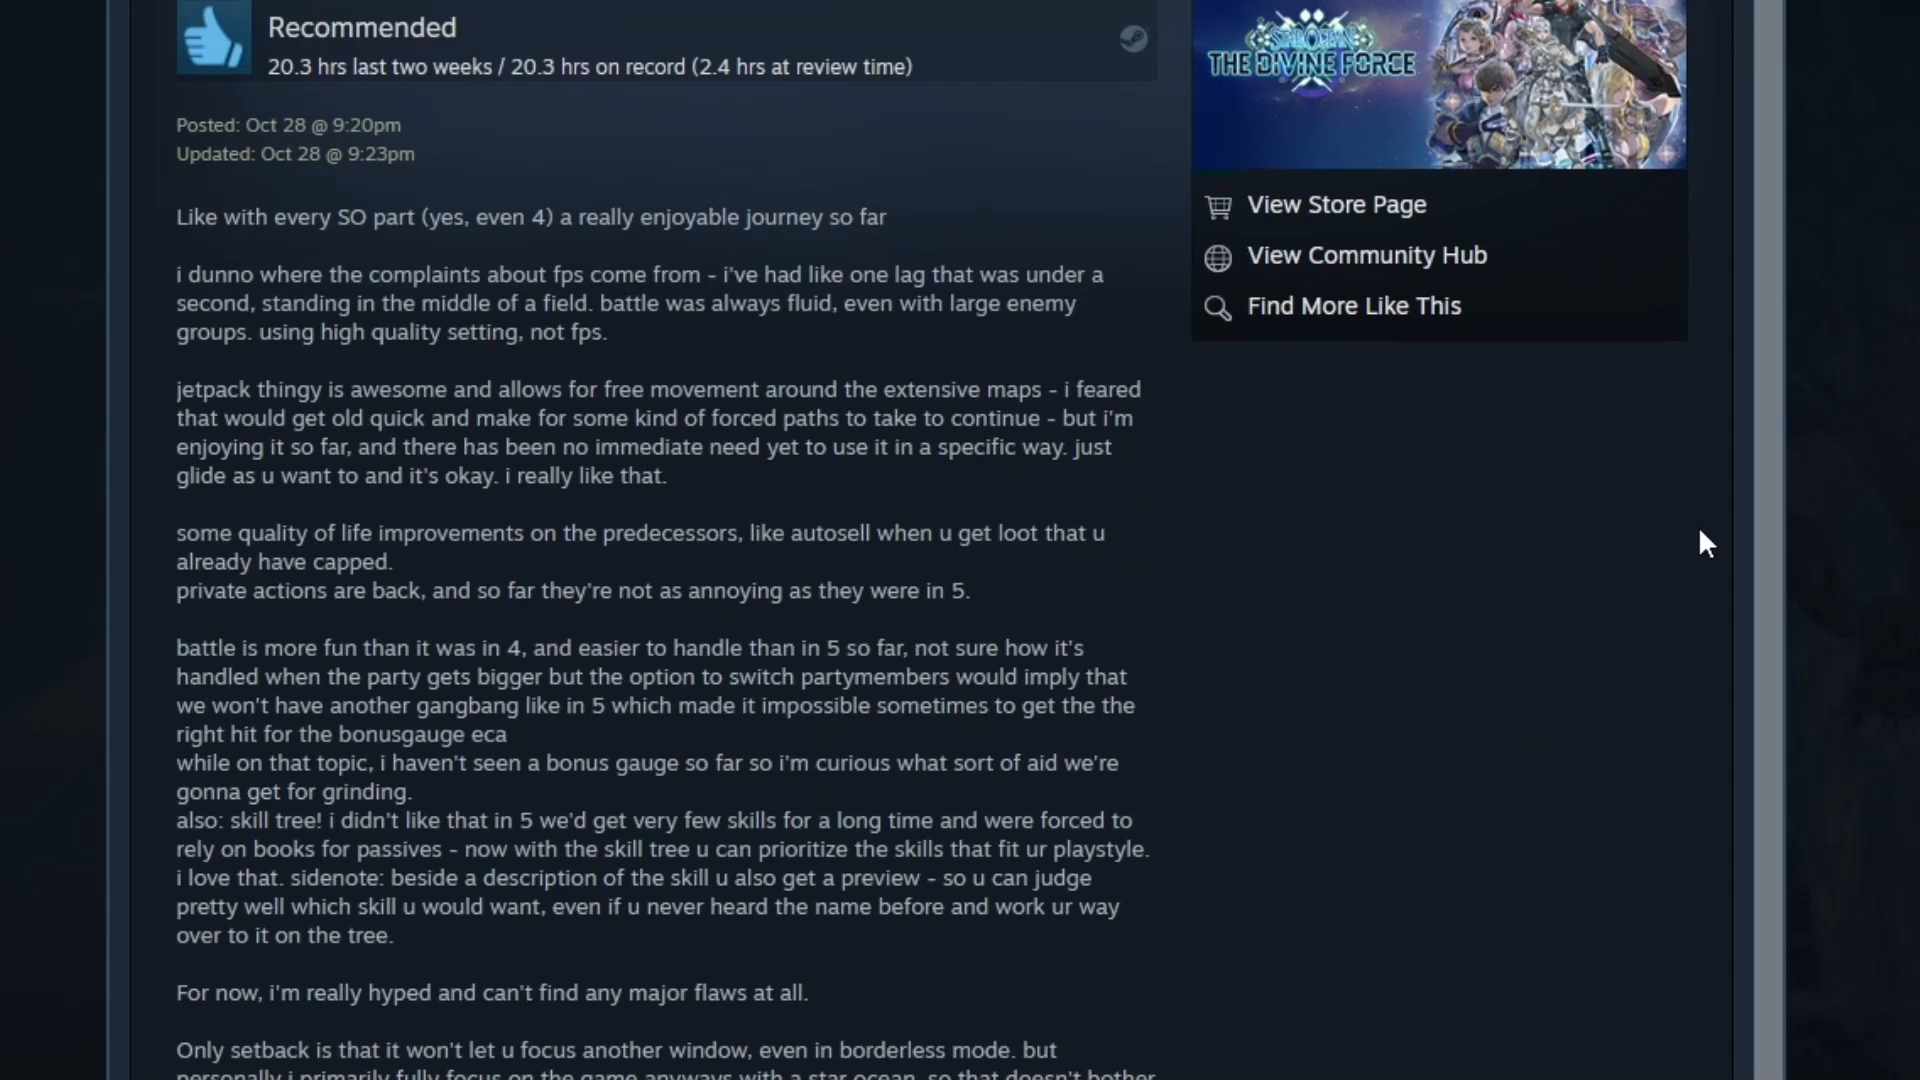 Recommended
20.3 hrs last two weeks / 20.3 hrs on record (2.4 hrs at review time)
Posted: Oct 28 @ 9:20pm
Updated: Oct 28 @ 9:23pm
Like with every SO part (yes, even 4) a really enjoyable journey so far
i dunno where the complaints about fps come from - i've had like one lag that was under a
second, standing in the middle of a field. battle was always fluid, even with large enemy
groups. using high quality setting, not fps.
jetpack thingy is awesome and allows for free movement around the extensive maps - i feared
that would get old quick and make for some kind of forced paths to take to continue - but i'm
enjoying it so far, and there has been no immediate need yet to use it in a specific way. just
glide as u want to and it's okay. i really like that.
some quality of life improvements on the predecessors, like autosell when u get loot that u
already have capped.
private actions are back, and so far they're not as annoying as they were in 5.
battle is more fun than it was in 4, and easier to handle than in 5 so far, not sure how it's
handled when the party gets bigger but the option to switch partymembers would imply that
we won't have another gangbang like in 5 which made it impossible sometimes to get the the
right hit for the bonusgauge eca
while on that topic, i haven't seen a bonus gauge so far so i'm curious what sort of aid we're
gonna get for grinding.
also: skill tree! i didn't like that in 5 we'd get very few skills for a long time and were forced to
rely on books for passives - now with the skill tree u can prioritize the skills that fit ur playstyle.
i love that. sidenote: beside a description of the skill u also get a preview - so u can judge
pretty well which skill u would want, even if u never heard the name before and work ur way
over to it on the tree.
For now, i'm really hyped and can't find any major flaws at all.
Only setback is that it won't let u focus another window, even in borderless mode. but
personally i primarily fully focus on the game anyways with a star ocean, so that doesn't bother
STAR OCEAN
THE DIVINE FORCE
View Store Page
View Community Hub
Find More Like This